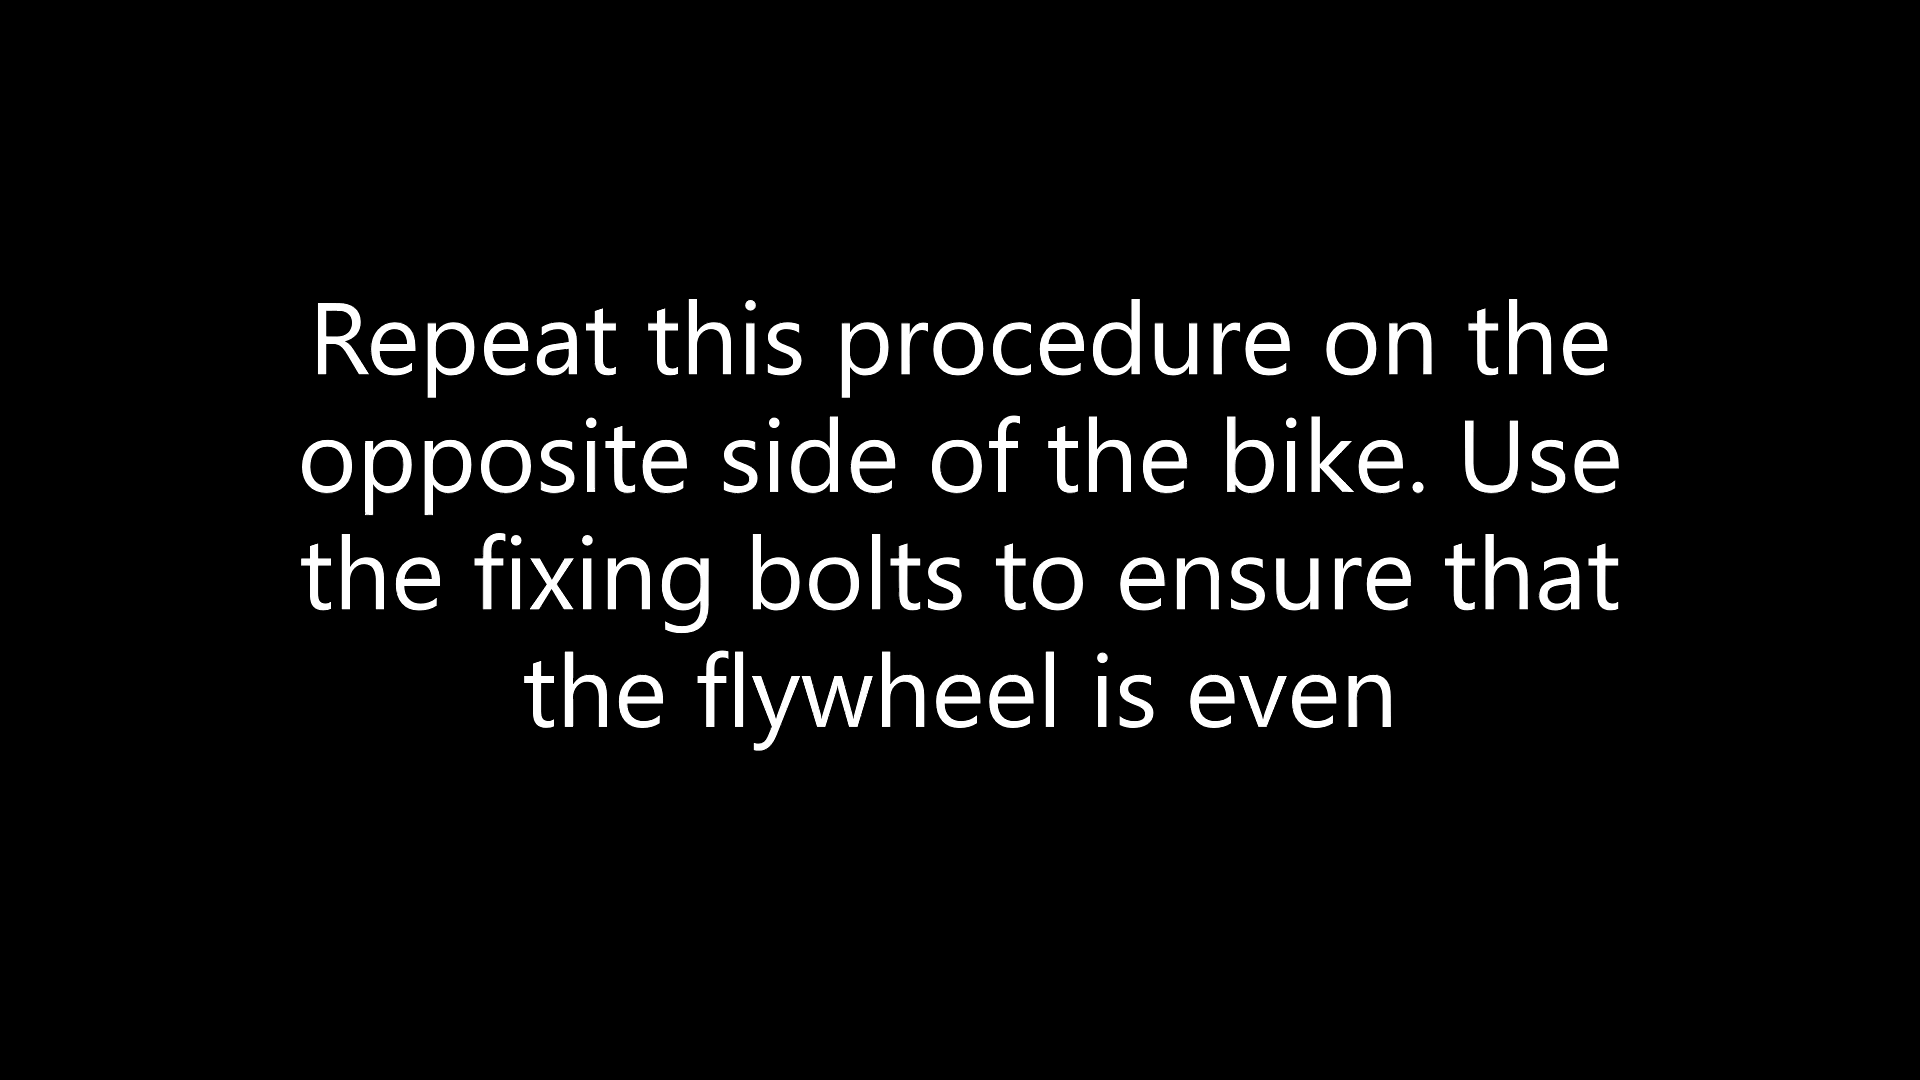 Repeat this procedure on the
opposite side of the bike. Use
the fixing bolts to ensure that
the flywheel is even